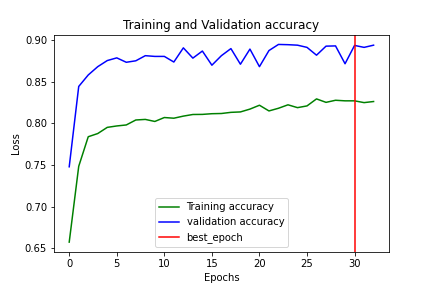 Training and Validation accuracy
0.90
0.85
0.80
0.75
0.70
0.65
Loss
Training accuracy
validation accuracy
best_epoch
0 5 10 15 20 25 30
Epochs